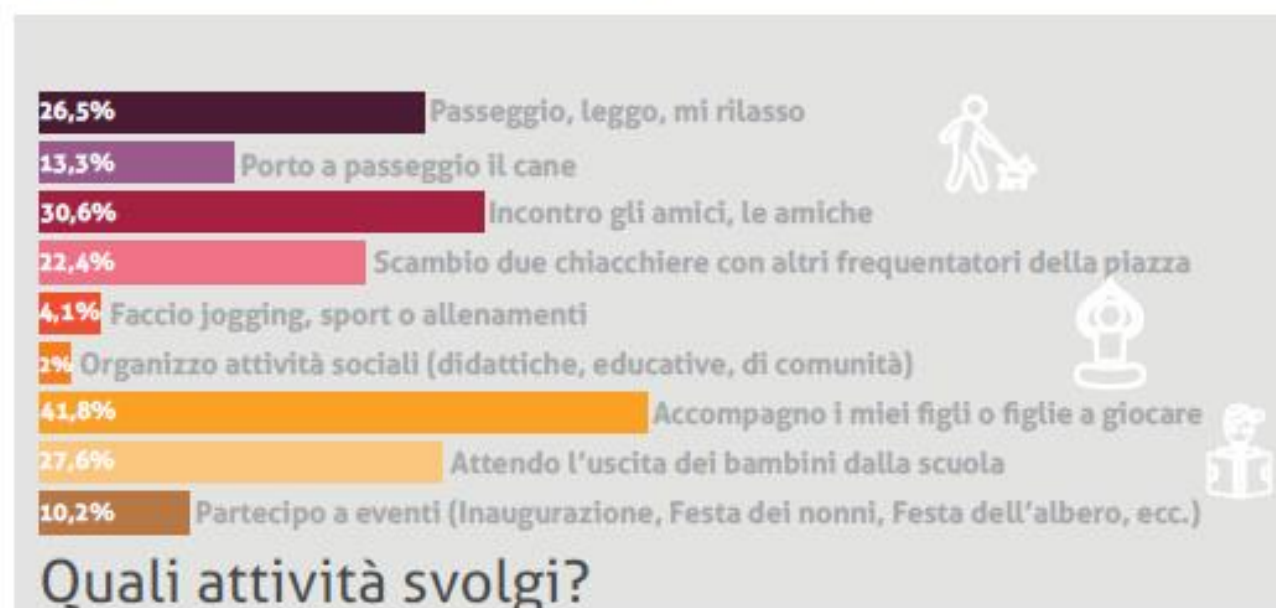 26,5% Passeggio, leggo, mi rilasso
13,3% Porto a passeggio il cane
30,6% Incontro gli amici, le amiche
22,4% Scambio due chiacchiere con altri frequentatori della piazza
4,1% Faccio jogging, sport o allenamenti
2% Organizzo attività sociali (didattiche, educative, di comunità)
41,8% Accompagno i miei figli o figlie a giocare
27,6% Attendo l'uscita dei bambini dalla scuola
10,2% Partecipo a eventi (Inaugurazione, Festa dei nonni, Festa dell'albero, ecc.)
Quali attività svolgi?